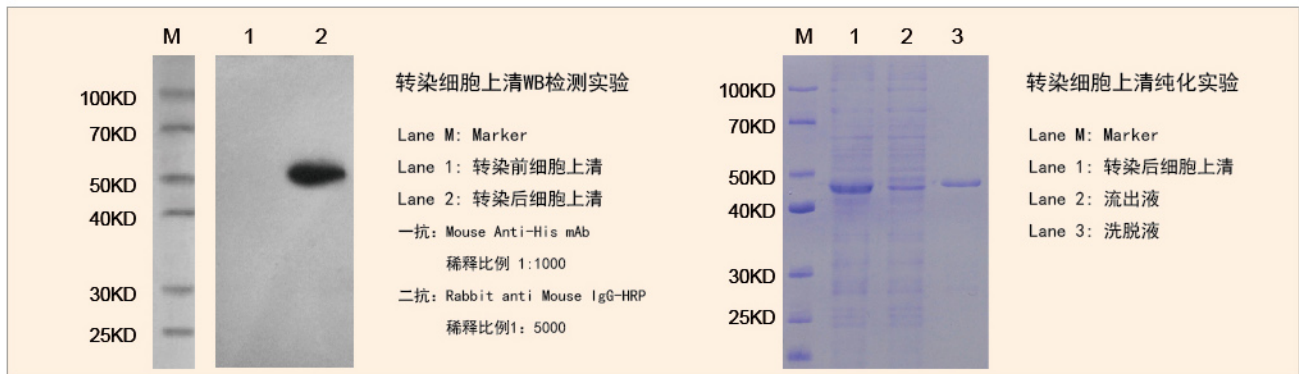 M 1 2
100KD
70KD
50KD
40KD
30KD
25KD
转染细胞上清WB检测实验
Lane M: Marker
Lane 1: 转染前细胞上清
Lane 2: 转染后细胞上清
一抗: Mouse Anti-His mAb
稀释比例 1:1000
二抗: Rabbit anti Mouse IgG-HRP
稀释比例1: 5000
M 1 2 3
100KD
70KD
50KD
40KD
30KD
25KD
转染细胞上清纯化实验
Lane M: Marker
Lane 1: 转染后细胞上清
Lane 2: 流出液
Lane 3: 洗脱液